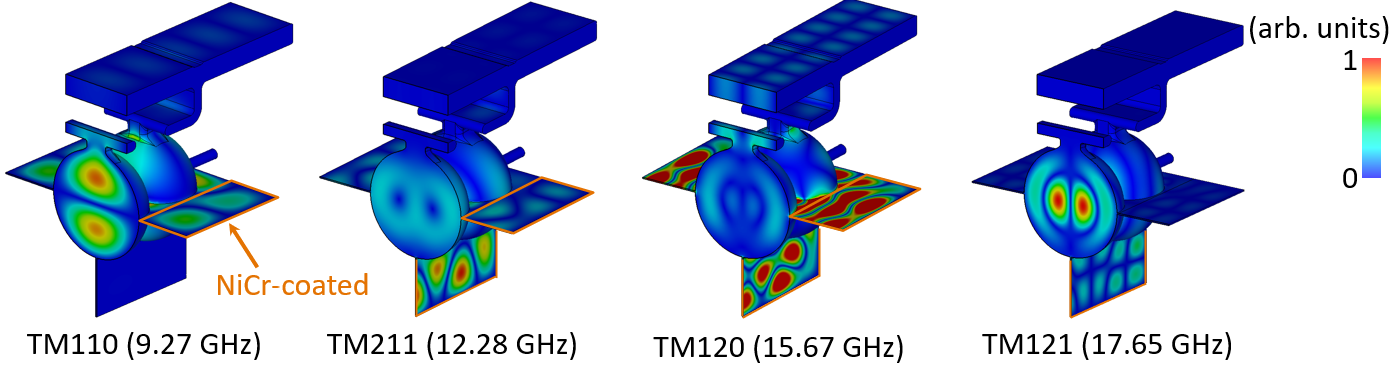 (arb. units)
1
0
NiCr-coated
TM110 (9.27 GHz)
TM211 (12.28 GHz)
TM120 (15.67 GHz)
TM121 (17.65 GHz)